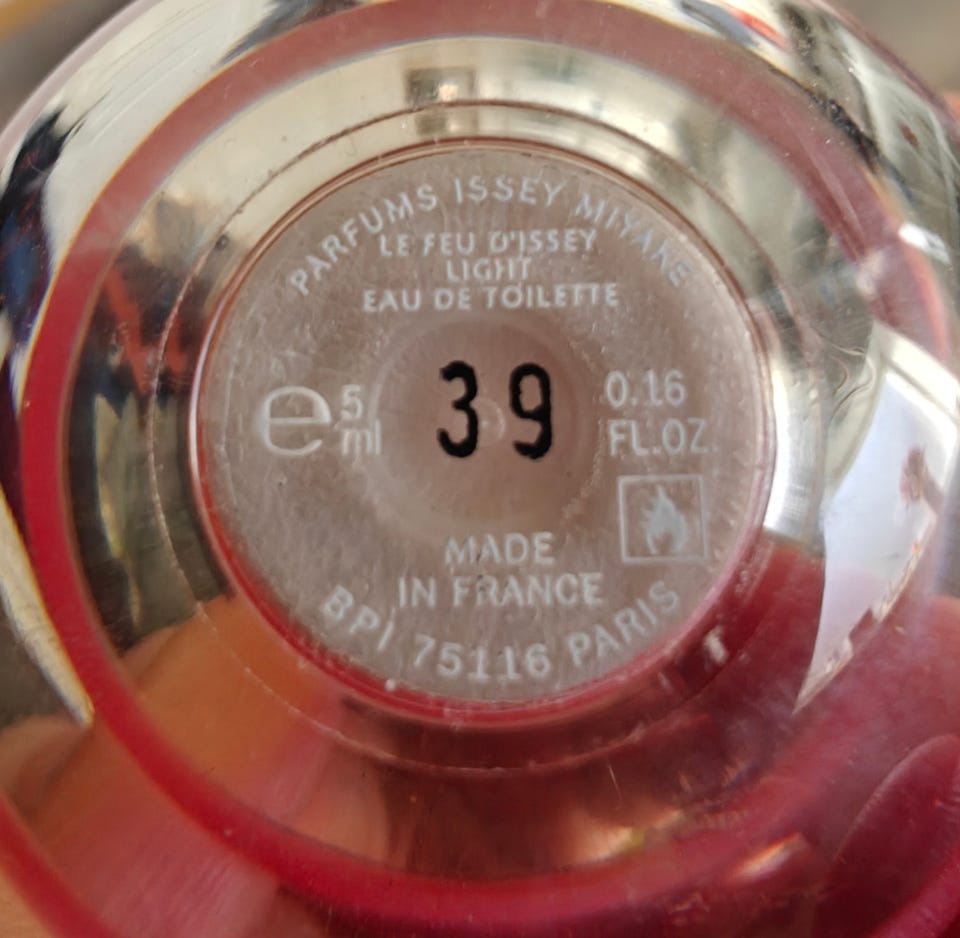 PARFUMS ISSEY MIYAKE
LE FEU D'ISSEY
LIGHT
EAU DE TOILETTE
e 5 ml
39
0.16
FL.OZ.
MADE
IN FRANCE
BPI 75116 PARIS